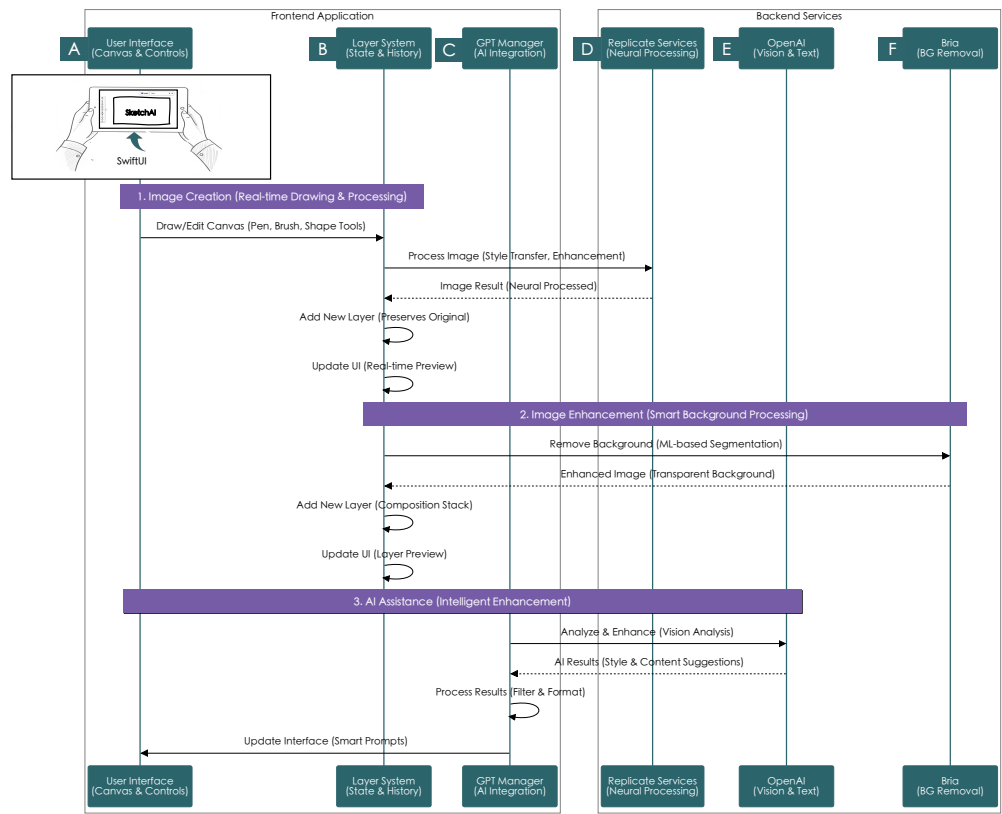 Frontend Application
Backend Services
A
User Interface
(Canvas & Controls)
B
Layer System
(State & History)
C
GPT Manager
(AI Integration)
D
Replicate Services
(Neural Processing)
E
OpenAI
(Vision & Text)
F
Bria
(BG Removal)
SketchAI
SwiftUI
1. Image Creation (Real-time Drawing & Processing)
Draw/Edit Canvas (Pen, Brush, Shape Tools)
Process Image (Style Transfer, Enhancement)
Image Result (Neural Processed)
Add New Layer (Preserves Original)
Update UI (Real-time Preview)
2. Image Enhancement (Smart Background Processing)
Remove Background (ML-based Segmentation)
Enhanced Image (Transparent Background)
Add New Layer (Composition Stack)
Update UI (Layer Preview)
3. AI Assistance (Intelligent Enhancement)
Analyze & Enhance (Vision Analysis)
AI Results (Style & Content Suggestions)
Process Results (Filter & Format)
Update Interface (Smart Prompts)
User Interface
(Canvas & Controls)
Layer System
(State & History)
GPT Manager
(AI Integration)
Replicate Services
(Neural Processing)
OpenAI
(Vision & Text)
Bria
(BG Removal)